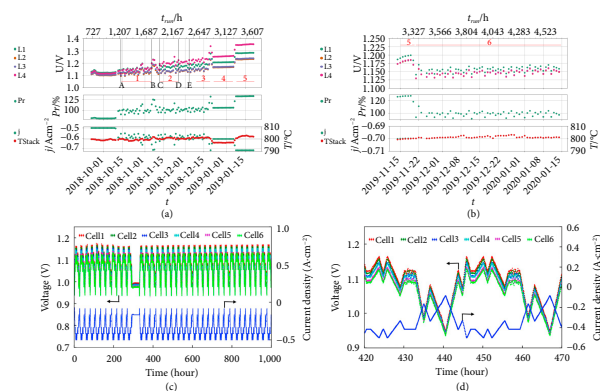 t_run/h
727 1,207 1,687 2,167 2,647 3,127 3,607
U/V
1.4
1.3
1.2
1.1
1.0
L1
L2
L3
L4
A B C D E
1 2 3 4 5
Pr/%
125
100
Pr
j/Acm⁻²
−0.5
−0.6
−0.7
j
TStack
810
800
790
T/°C
2018-10-01 2018-10-15 2018-11-01 2018-11-15 2018-12-01 2018-12-15 2019-01-01 2019-01-15
t
(a)
t_run/h
3,327 3,566 3,804 4,043 4,283 4,523
U/V
1.250
1.225
1.200
1.175
1.150
1.125
1.100
L1
L2
L3
L4
5 6
Pr/%
120
100
Pr
j/Acm⁻²
−0.69
−0.70
−0.71
j
TStack
810
800
790
T/°C
2019-11-15 2019-11-22 2019-12-01 2019-12-08 2019-12-15 2020-01-01 2020-01-08 2020-01-15
t
(b)
Cell1 Cell2 Cell3 Cell4 Cell5 Cell6
Voltage (V)
1.2
1.1
1.0
0.9
0.8
0.7
Current density (A·cm⁻²)
1.0
0.5
0
−0.5
0 200 400 600 800 1,000
Time (hour)
(c)
Cell1 Cell2 Cell3 Cell4 Cell5 Cell6
Voltage (V)
1.2
1.1
1.0
0.9
Current density (A·cm⁻²)
0.6
0.4
0.2
0
−0.2
−0.4
−0.6
420 430 440 450 460 470
Time (hour)
(d)